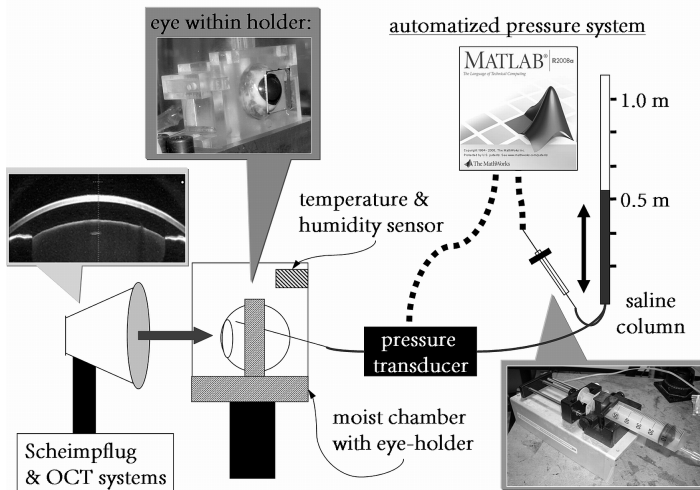 eye within holder:
automatized pressure system
MATLAB® R2008a
The Language of Technical Computing
The MathWorks
1.0 m
0.5 m
temperature &
humidity sensor
saline
column
pressure
transducer
moist chamber
with eye-holder
Scheimpflug
& OCT systems